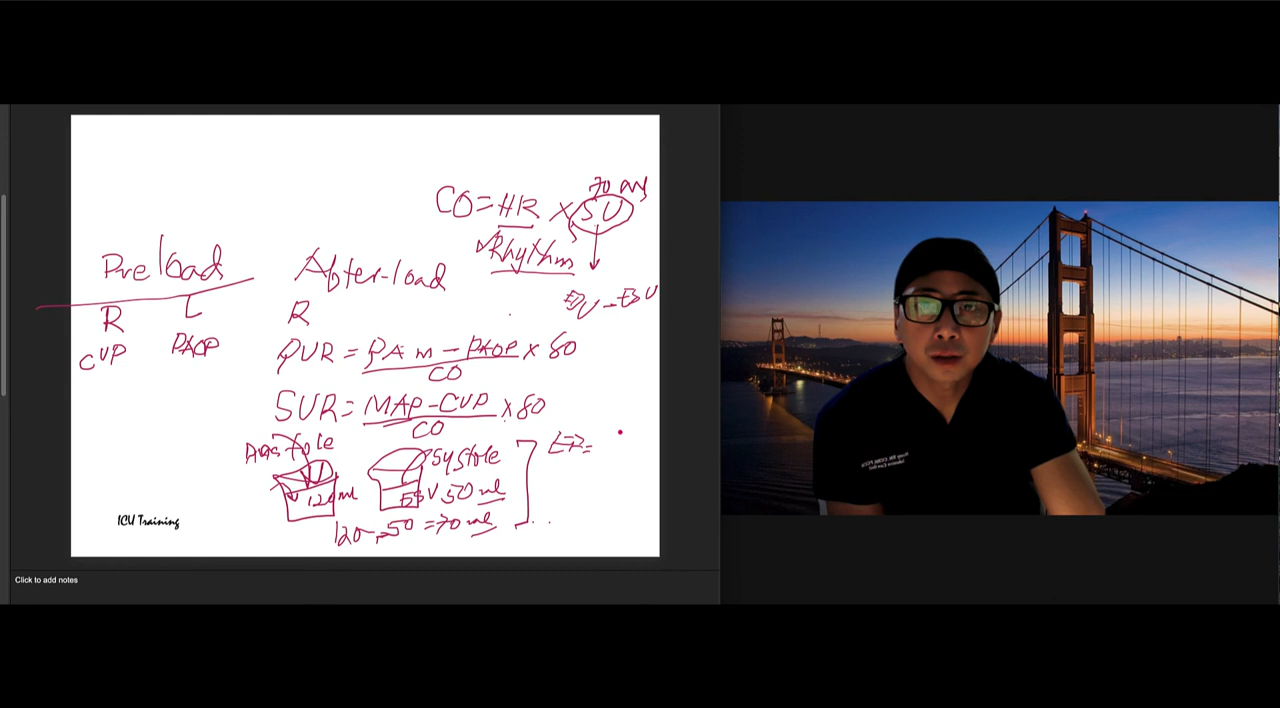 70 ml
CO = HR × SV
✓Rhythm
EDV - ESV
Preload
After-load
R L
R
CVP PAOP
PVR = PAM - PAOP × 80
CO
SVR = MAP - CVP × 80
CO
Diastole
Systole
EF =
120 ml
ESV 50 ml
120 - 50 = 70 ml
ICU Training
Click to add notes